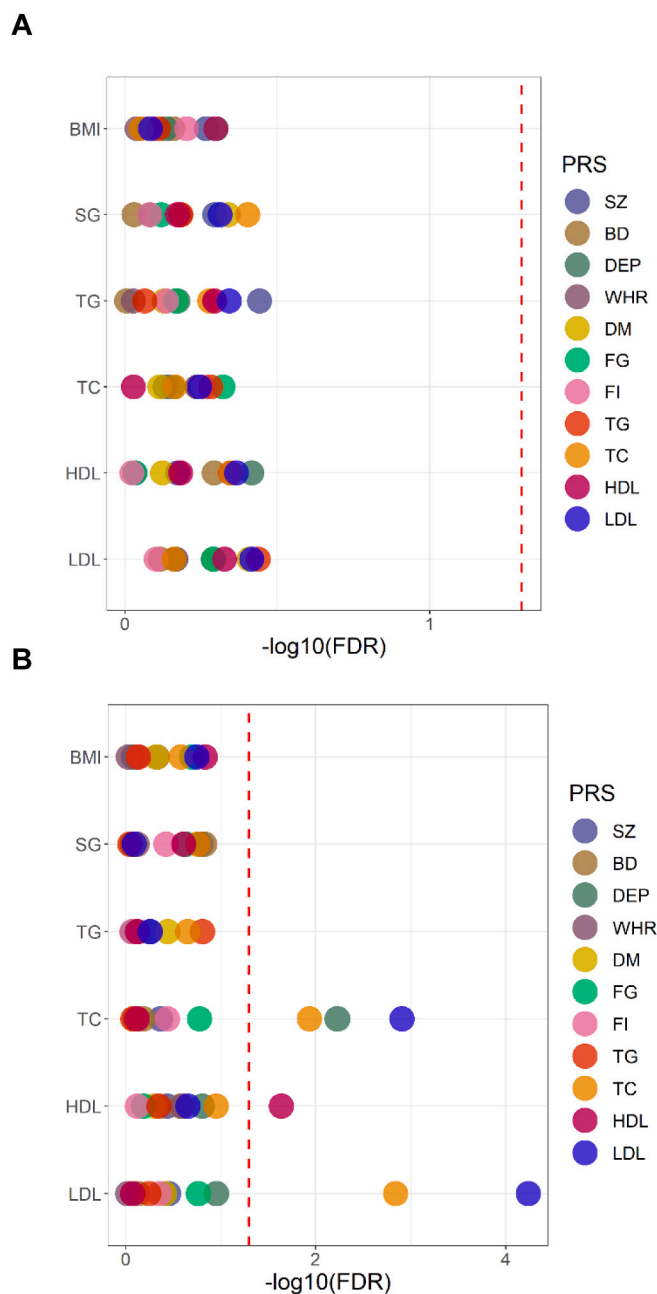 A
BMI
SG
TG
TC
HDL
LDL
0
1
-log10(FDR)
PRS
SZ
BD
DEP
WHR
DM
FG
FI
TG
TC
HDL
LDL
B
BMI
SG
TG
TC
HDL
LDL
0
2
4
-log10(FDR)
PRS
SZ
BD
DEP
WHR
DM
FG
FI
TG
TC
HDL
LDL